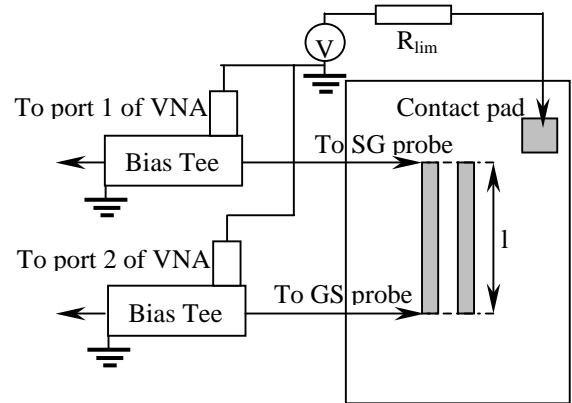 V
R_lim
To port 1 of VNA
Contact pad
Bias Tee
To SG probe
l
To port 2 of VNA
To GS probe
Bias Tee